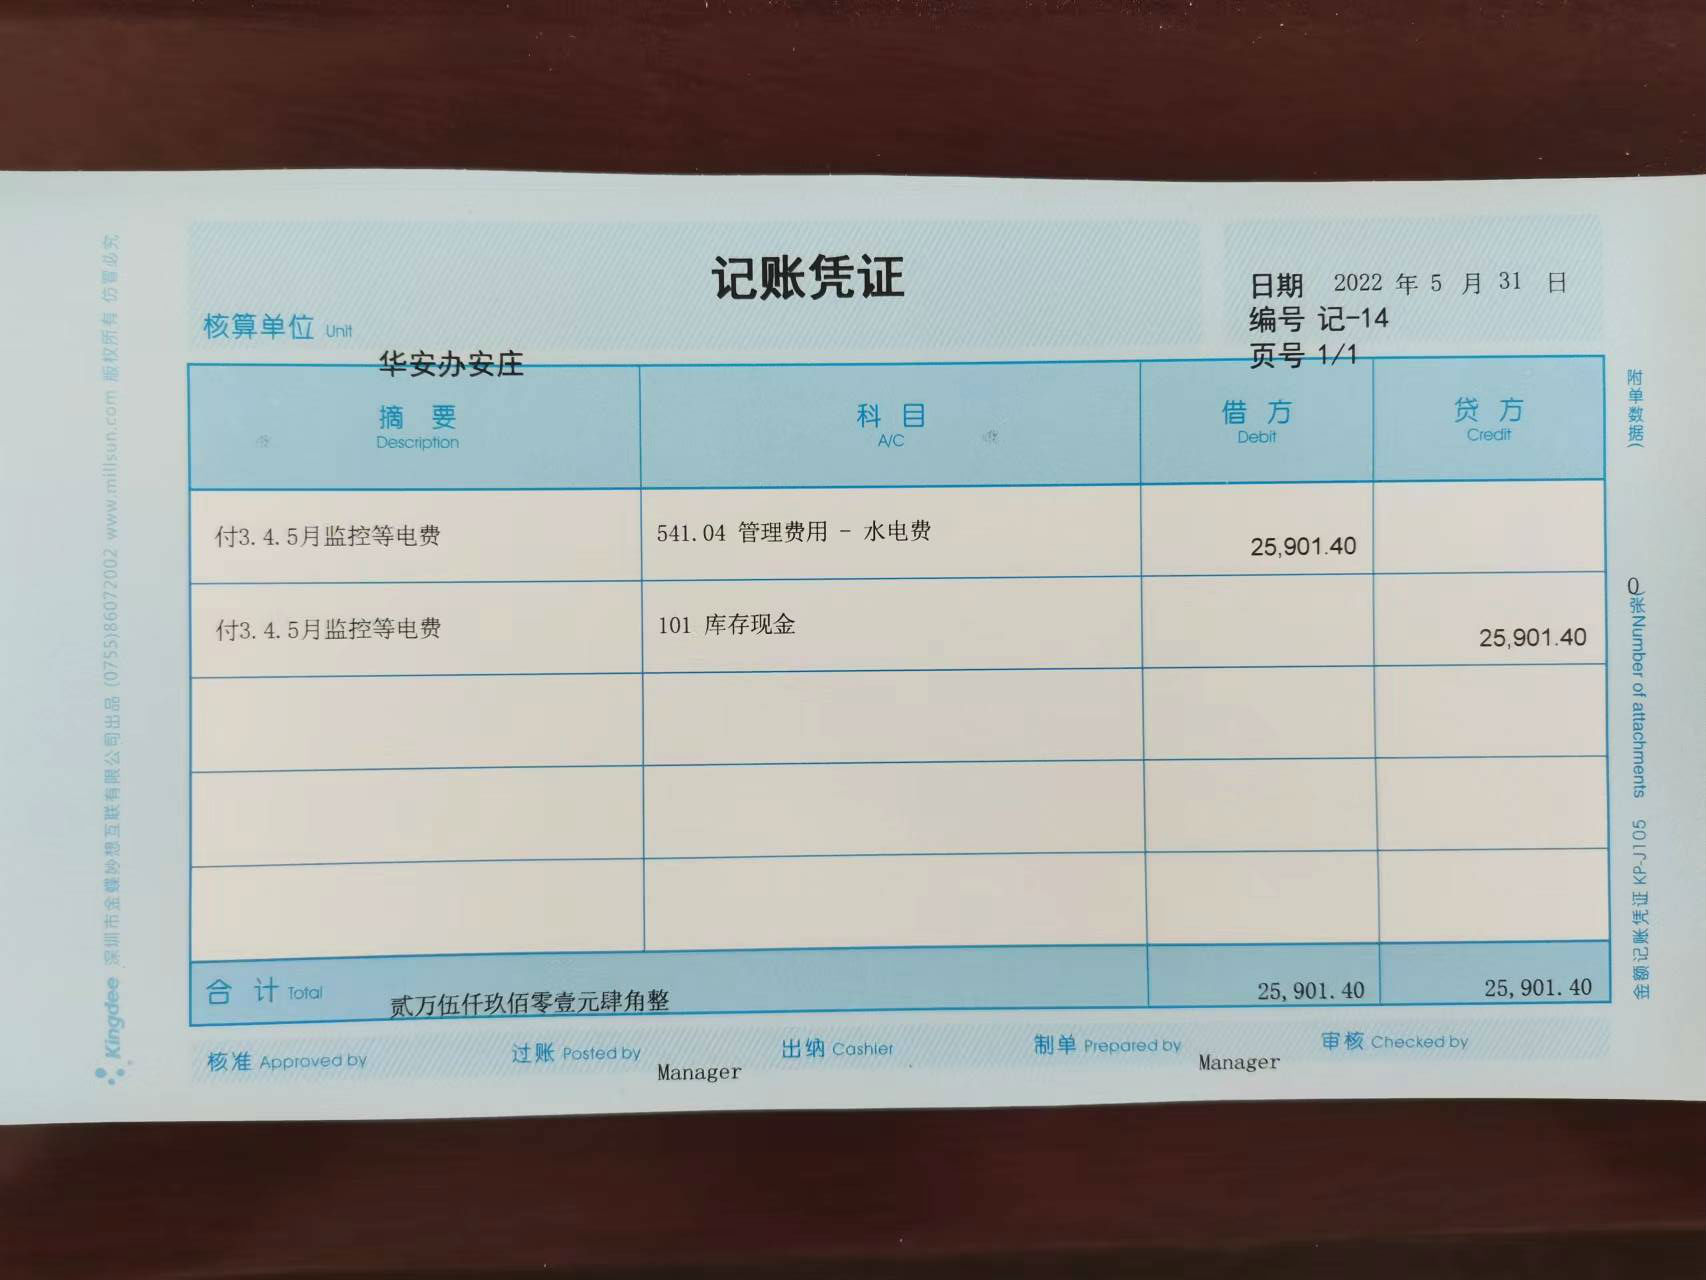 记账凭证
日期 2022 年 5 月 31 日
编号 记-14
页号 1/1
核算单位 Unit
华安办安庄
摘 要 科 目 借 方 贷 方
Description A/C Debit Credit
付3.4.5月监控等电费 541.04 管理费用 - 水电费 25,901.40
付3.4.5月监控等电费 101 库存现金 25,901.40
合 计 Total 贰万伍仟玖佰零壹元肆角整 25,901.40 25,901.40
核准 Approved by 过账 Posted by Manager 出纳 Cashier 制单 Prepared by Manager 审核 Checked by
附单数据) 0 张Number of attachments 金额记账凭证 KP-J105
Kingdee 深圳市金蝶妙想互联有限公司出品 (0755)86072002 www.millsun.com 版权所有 仿冒必究